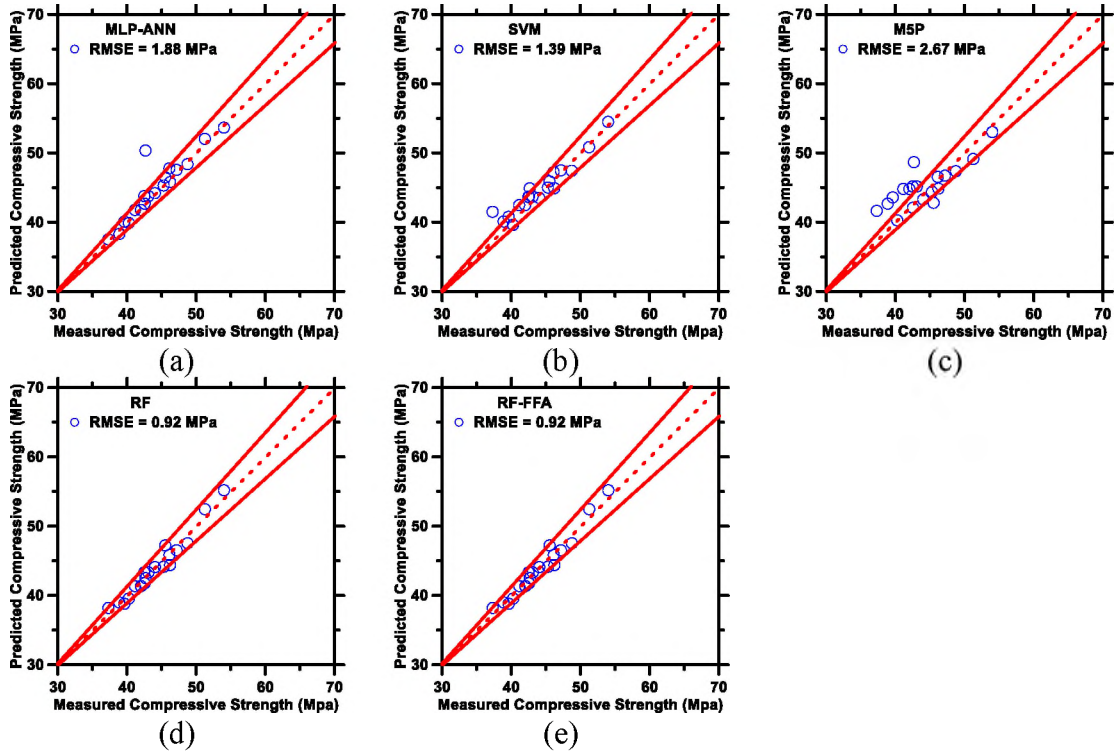 MLP-ANN
RMSE = 1.88 MPa
Predicted Compressive Strength (MPa)
70
60
50
40
30
30 40 50 60 70
Measured Compressive Strength (Mpa)
(a)
SVM
RMSE = 1.39 MPa
Predicted Compressive Strength (MPa)
70
60
50
40
30
30 40 50 60 70
Measured Compressive Strength (Mpa)
(b)
M5P
RMSE = 2.67 MPa
Predicted Compressive Strength (MPa)
70
60
50
40
30
30 40 50 60 70
Measured Compressive Strength (Mpa)
(c)
RF
RMSE = 0.92 MPa
Predicted Compressive Strength (MPa)
70
60
50
40
30
30 40 50 60 70
Measured Compressive Strength (Mpa)
(d)
RF-FFA
RMSE = 0.92 MPa
Predicted Compressive Strength (MPa)
70
60
50
40
30
30 40 50 60 70
Measured Compressive Strength (Mpa)
(e)